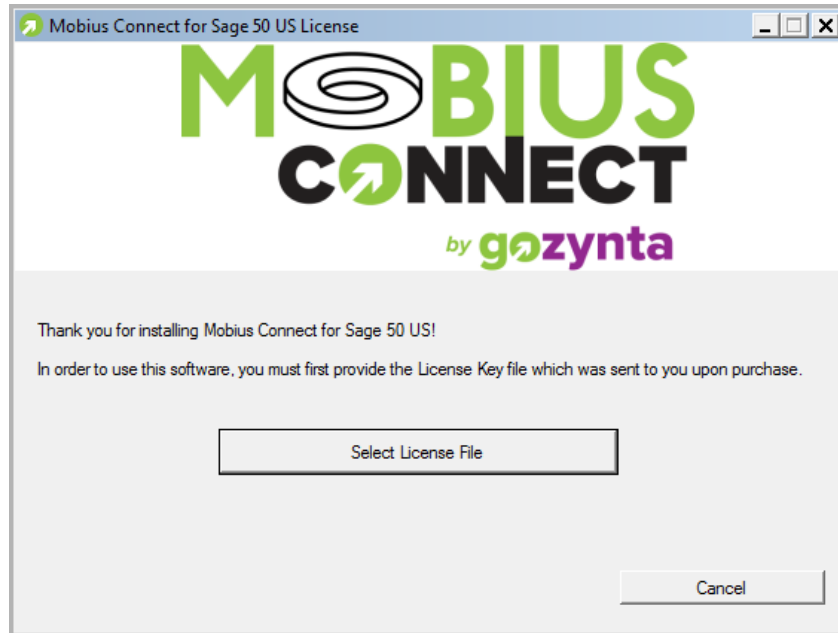 Mobius Connect for Sage 50 US License
MOBIUS
CONNECT
by gozynta
Thank you for installing Mobius Connect for Sage 50 US!
In order to use this software, you must first provide the License Key file which was sent to you upon purchase.
Select License File
Cancel